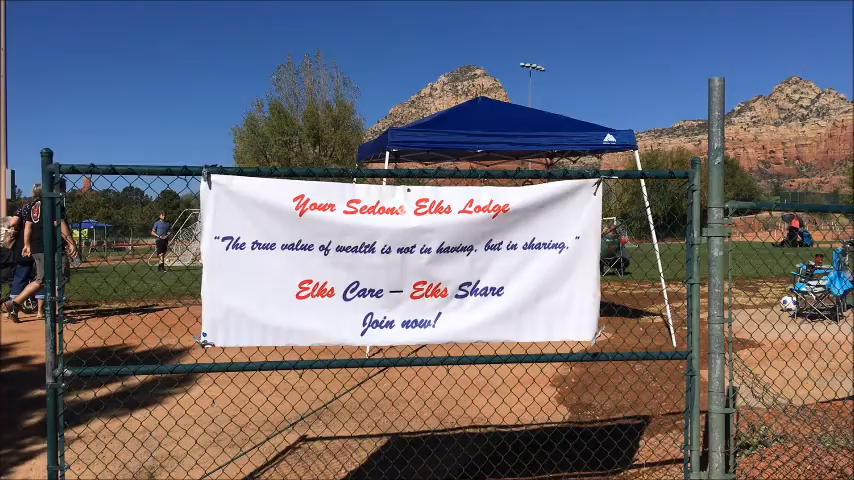 Your Sedona Elks Lodge
"The true value of wealth is not in having, but in sharing."
Elks Care — Elks Share
Join now!